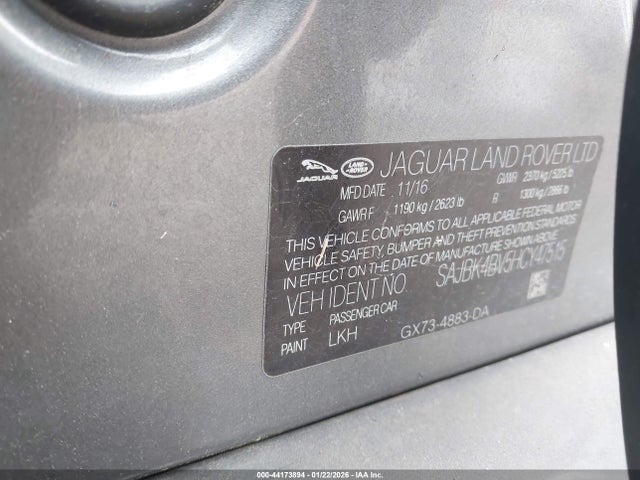 JAGUAR LAND ROVER LTD
JAGUAR
LAND ROVER
MFD DATE 11/16 GVWR 2370 kg / 5225 lb
GAWR F 1190 kg / 2623 lb R 1300 kg / 2866 lb
THIS VEHICLE CONFORMS TO ALL APPLICABLE FEDERAL MOTOR
VEHICLE SAFETY, BUMPER AND THEFT PREVENTION STANDARDS
IN EFFECT ON THE DATE OF MANUFACTURE SHOWN ABOVE.
VEH IDENT NO SAJBK4BV5HCY47515
TYPE PASSENGER CAR
PAINT LKH GX73-4883-DA
000-44173894 - 01/22/2026 - IAAI.com